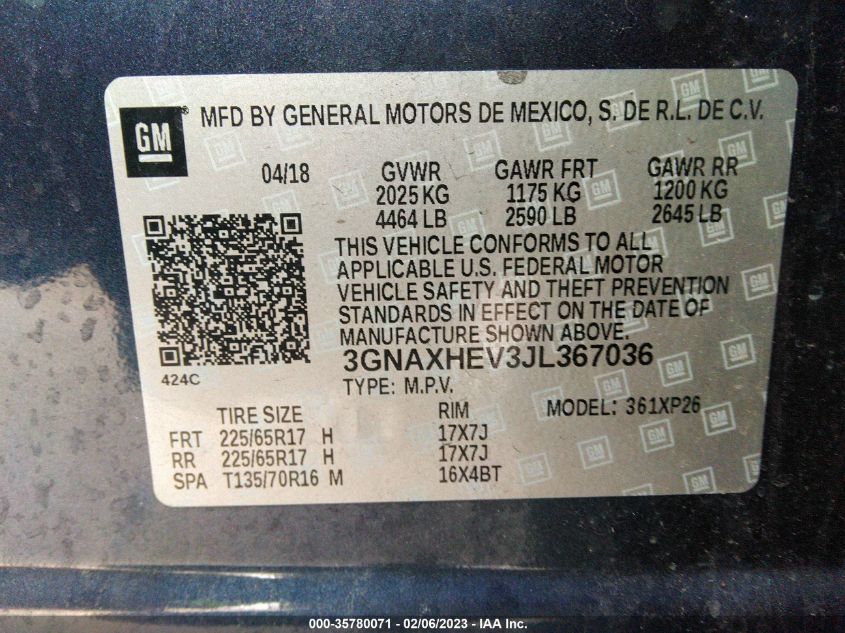 GM
MFD BY GENERAL MOTORS DE MEXICO, S. DE R.L. DE C.V.
04/18 GVWR GAWR FRT GAWR RR
2025 KG 1175 KG 1200 KG
4464 LB 2590 LB 2645 LB
THIS VEHICLE CONFORMS TO ALL
APPLICABLE U.S. FEDERAL MOTOR
VEHICLE SAFETY AND THEFT PREVENTION
STANDARDS IN EFFECT ON THE DATE OF
MANUFACTURE SHOWN ABOVE.
3GNAXHEV3JL367036
424C
TYPE: M.P.V.
TIRE SIZE RIM MODEL: 361XP26
FRT 225/65R17 H 17X7J
RR 225/65R17 H 17X7J
SPA T135/70R16 M 16X4BT
000-35780071 - 02/06/2023 - IAA Inc.